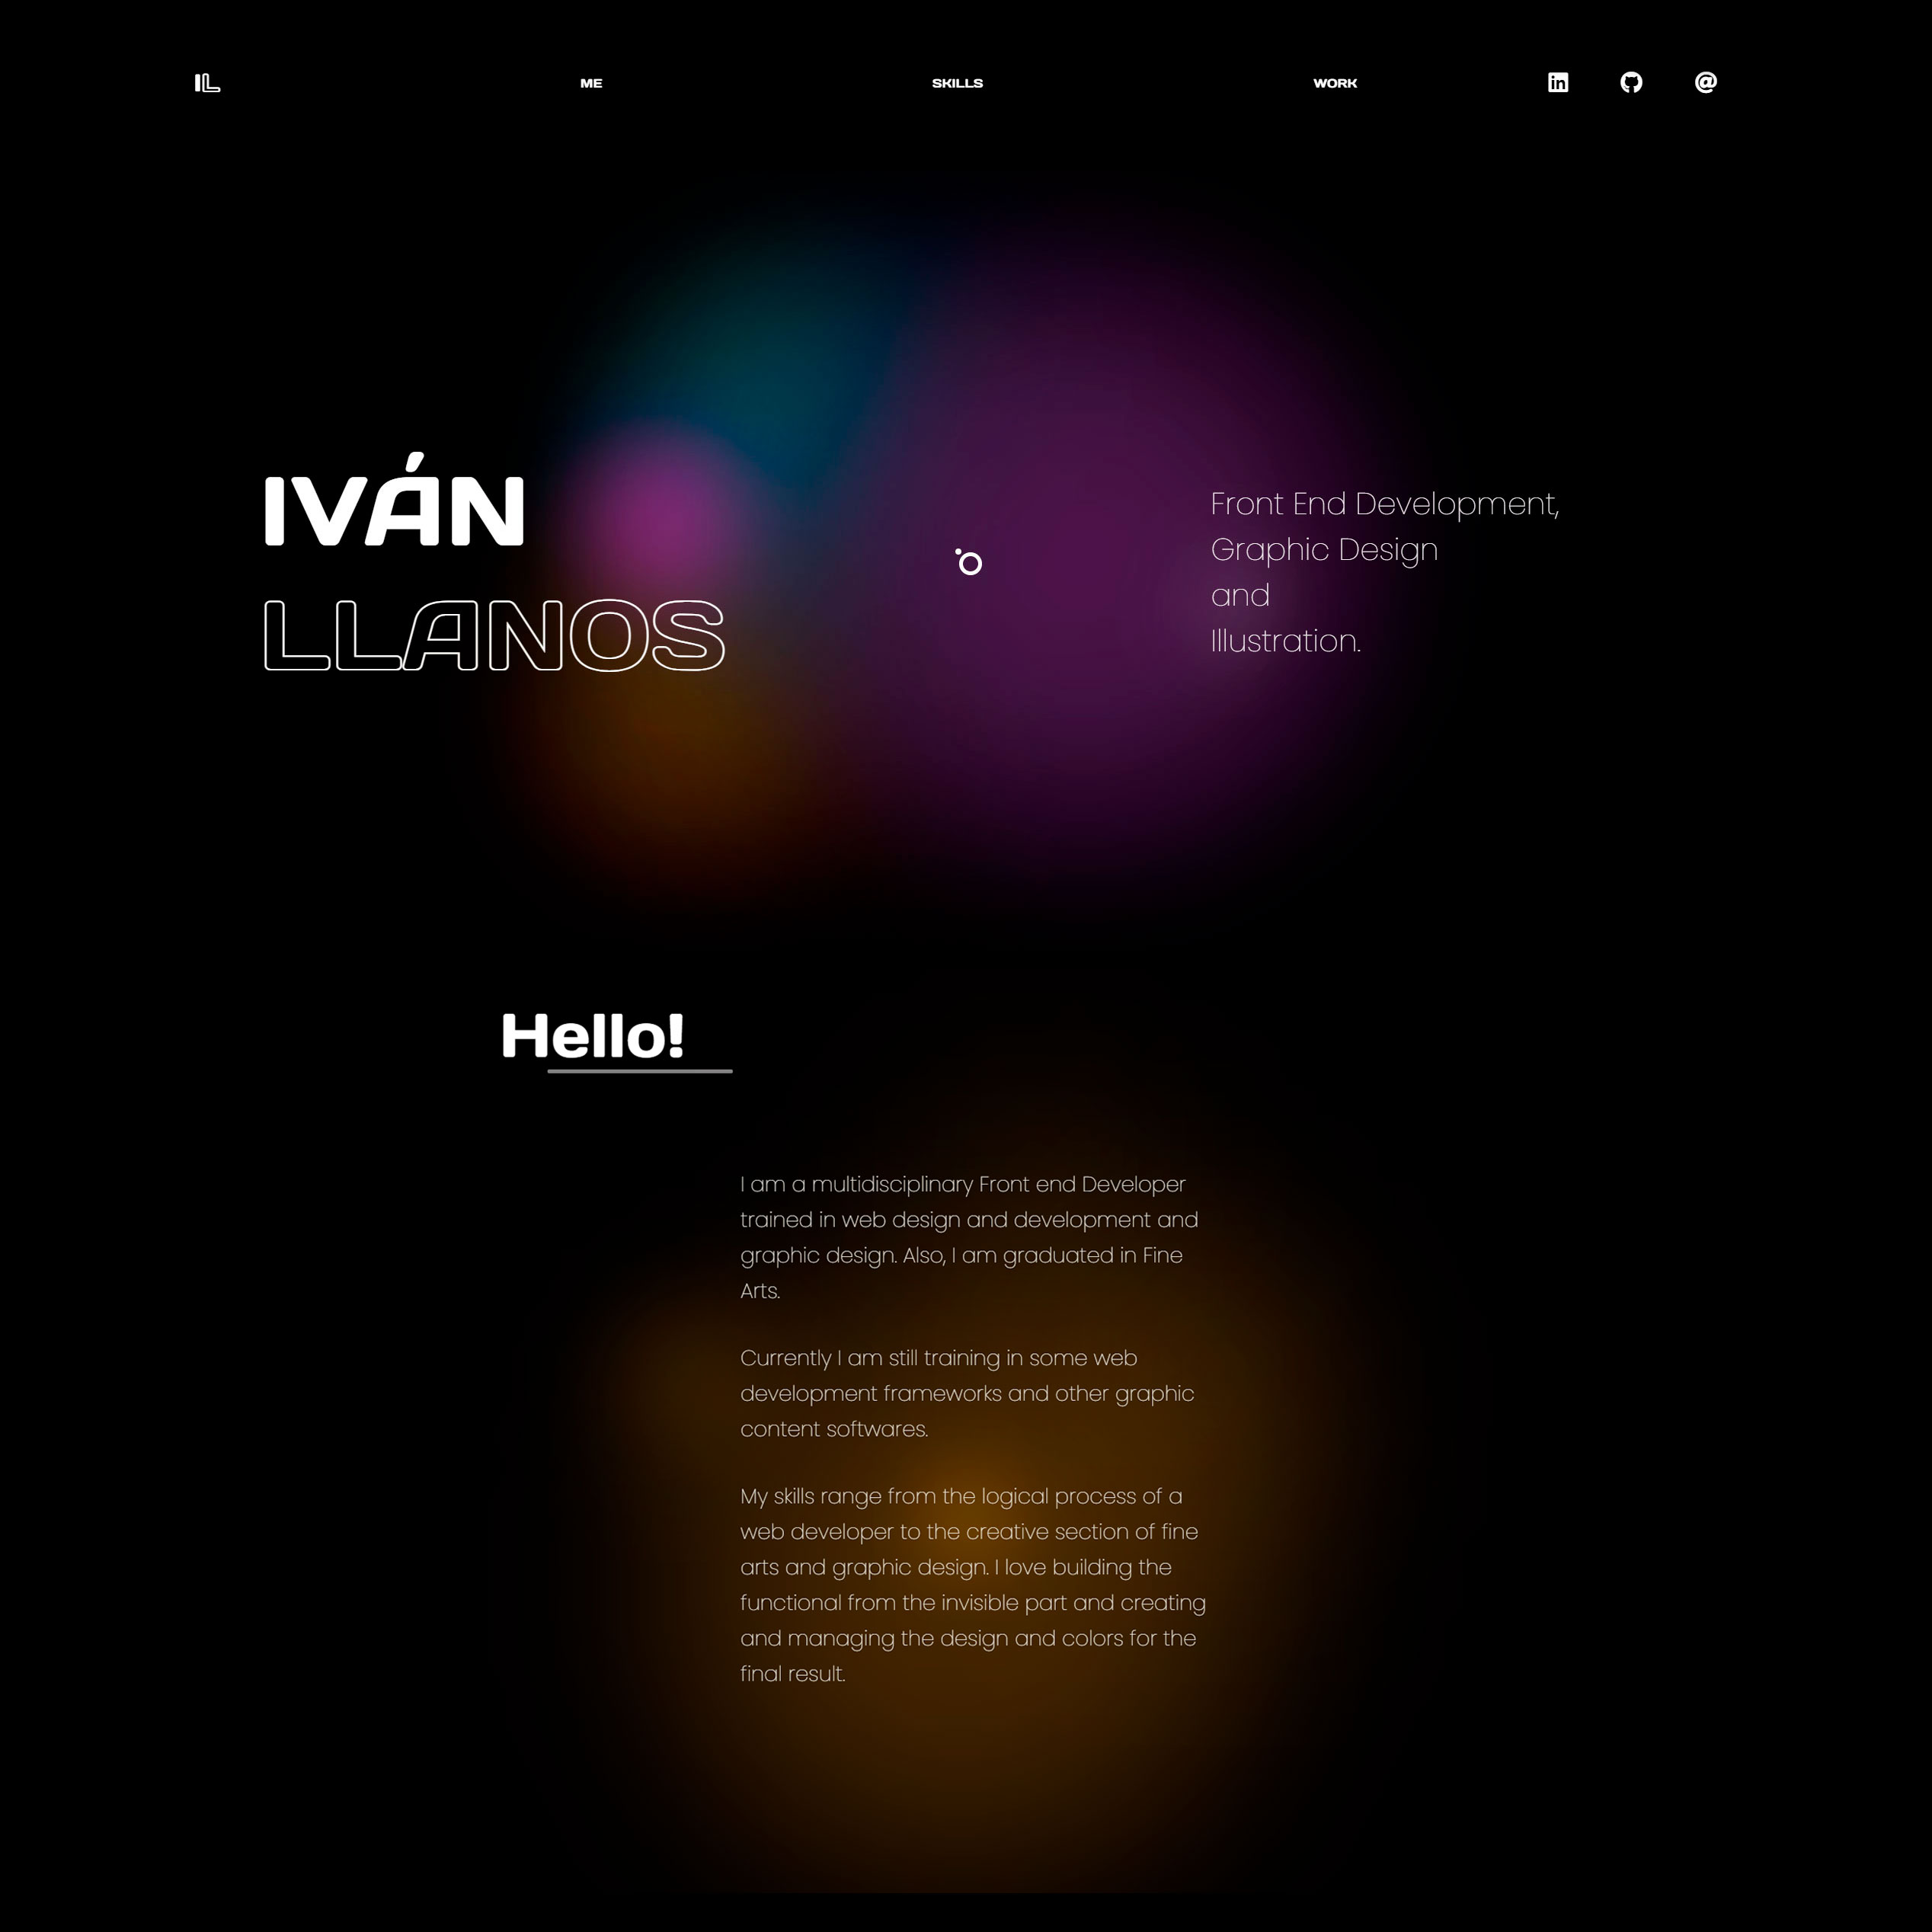 IL
ME
SKILLS
WORK
IVÁN
LLANOS
Front End Development,
Graphic Design
and
Illustration.
Hello!
I am a multidisciplinary Front end Developer
trained in web design and development and
graphic design. Also, I am graduated in Fine
Arts.
Currently I am still training in some web
development frameworks and other graphic
content softwares.
My skills range from the logical process of a
web developer to the creative section of fine
arts and graphic design. I love building the
functional from the invisible part and creating
and managing the design and colors for the
final result.